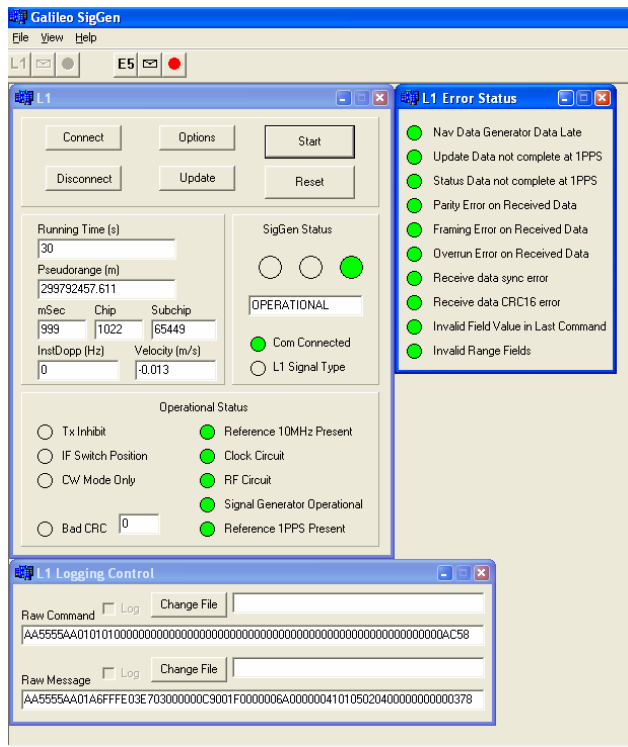 Galileo SigGen
File View Help
L1 E5
L1
Connect Options Start
Disconnect Update Reset
Running Time (s)
30
Pseudorange (m)
299792457.611
mSec Chip Subchip
999 1022 65449
InstDopp (Hz) Velocity (m/s)
0 -0.013
SigGen Status
OPERATIONAL
Com Connected
L1 Signal Type
Operational Status
Tx Inhibit Reference 10MHz Present
IF Switch Position Clock Circuit
CW Mode Only RF Circuit
Signal Generator Operational
Bad CRC 0 Reference 1PPS Present
L1 Error Status
Nav Data Generator Data Late
Update Data not complete at 1PPS
Status Data not complete at 1PPS
Parity Error on Received Data
Framing Error on Received Data
Overrun Error on Received Data
Receive data sync error
Receive data CRC16 error
Invalid Field Value in Last Command
Invalid Range Fields
L1 Logging Control
Raw Command Log Change File
Raw Message Log Change File